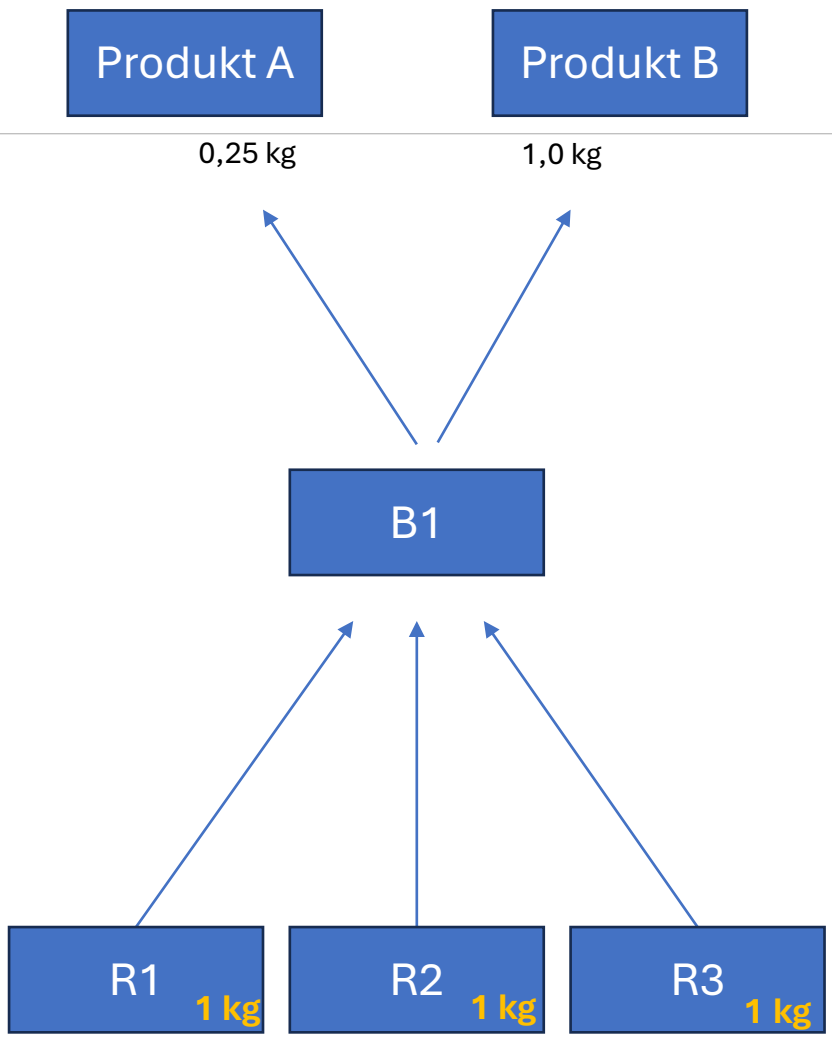 Produkt A
Produkt B
0,25 kg
1,0 kg
B1
R1
1 kg
R2
1 kg
R3
1 kg